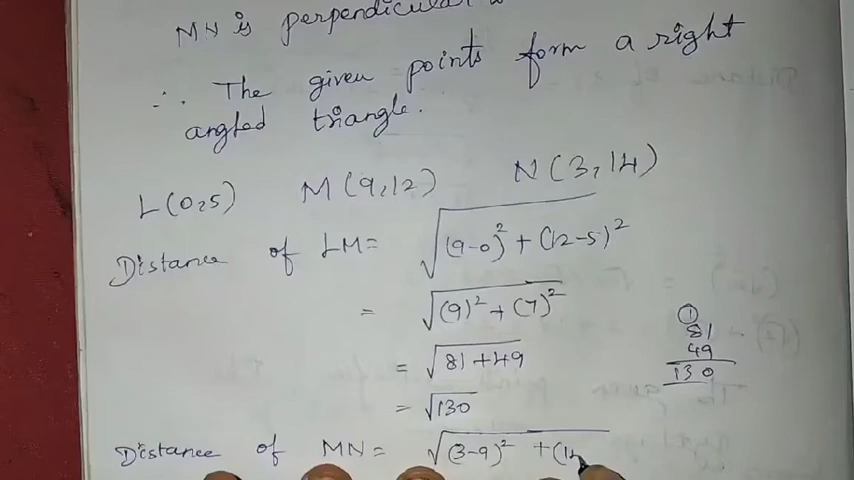 MN is perpendicular
∴ The given points form a right
angled triangle.
L(0,5) M(9,12) N(3,14)
Distance of LM = √(9-0)² + (12-5)²
= √(9)² + (7)²
= √81+49
= √130
①
81
49
130
Distance of MN = √(3-9)² + (1